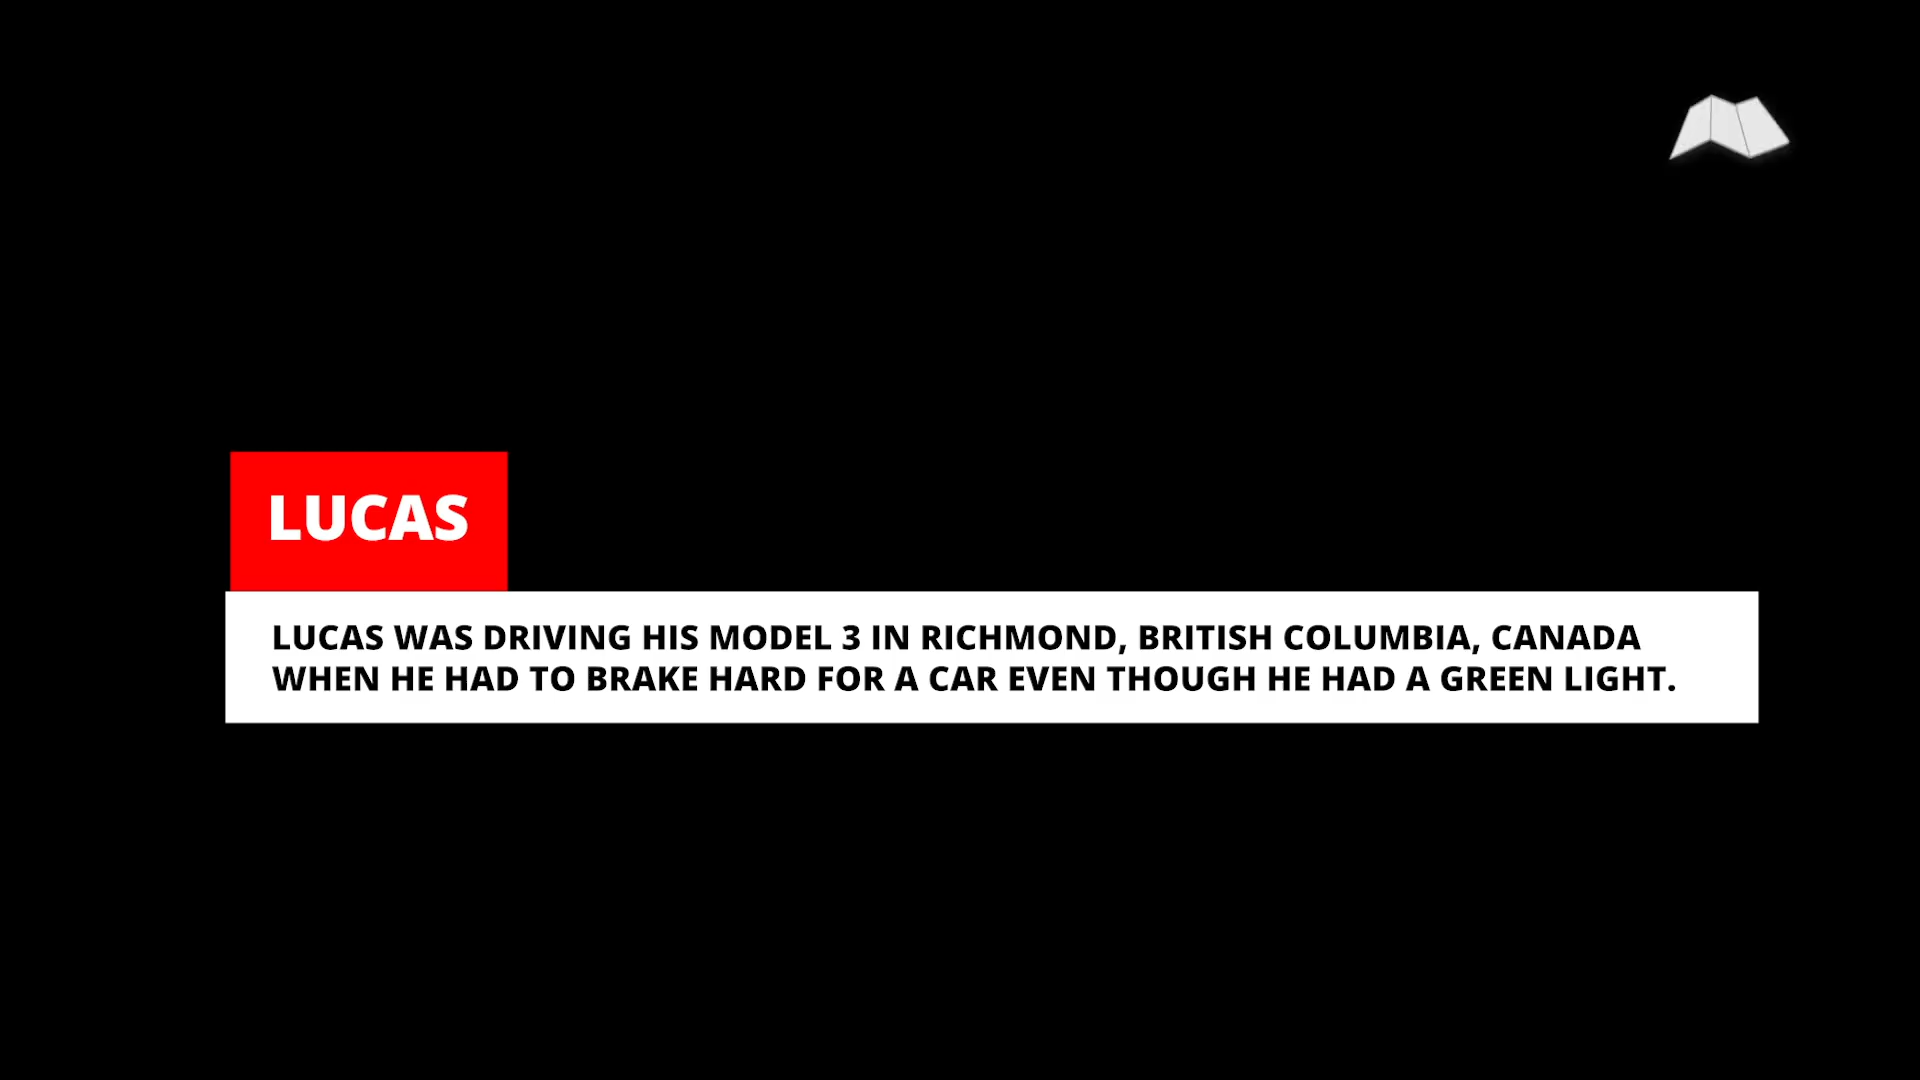 LUCAS
LUCAS WAS DRIVING HIS MODEL 3 IN RICHMOND, BRITISH COLUMBIA, CANADA
WHEN HE HAD TO BRAKE HARD FOR A CAR EVEN THOUGH HE HAD A GREEN LIGHT.